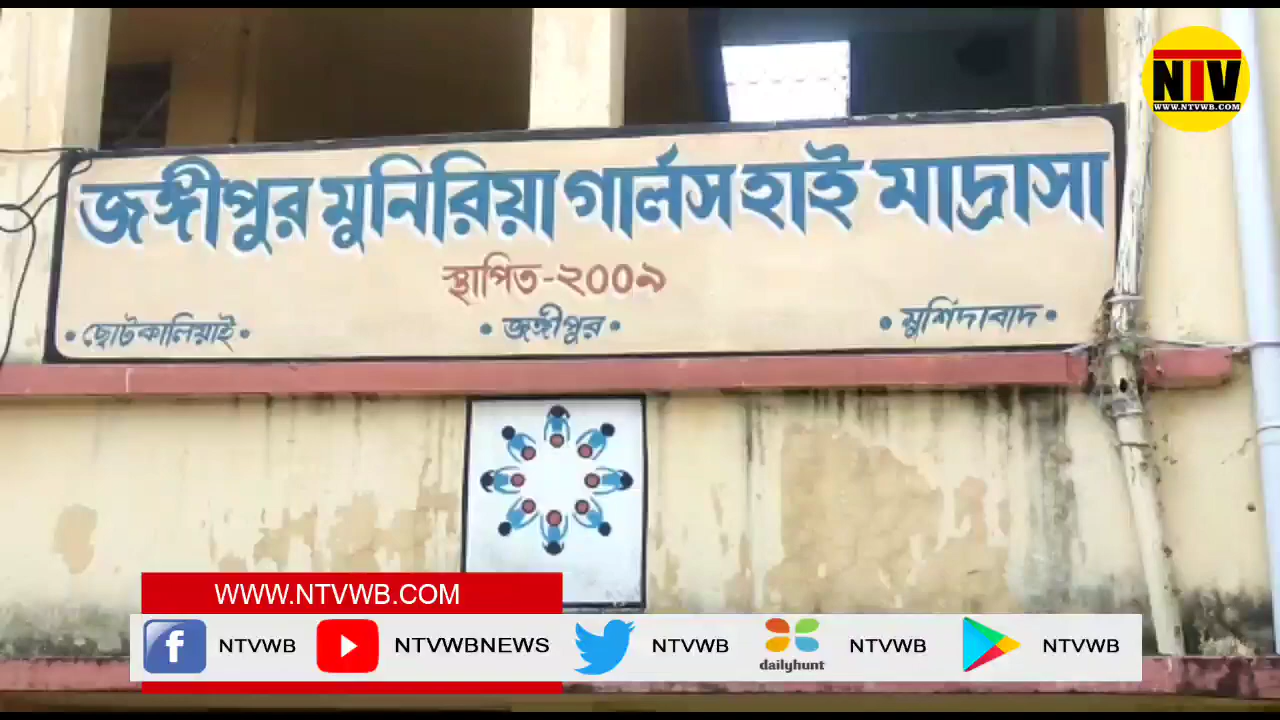 NTV
WWW.NTVWB.COM
জঙ্গীপুর মুনিরিয়া গার্লস হাই মাদ্রাসা
স্থাপিত-২০০৯
• ছোটকালিয়াই • • জঙ্গীপুর • • মুর্শিদাবাদ •
WWW.NTVWB.COM
NTVWB NTVWBNEWS NTVWB dailyhunt NTVWB NTVWB